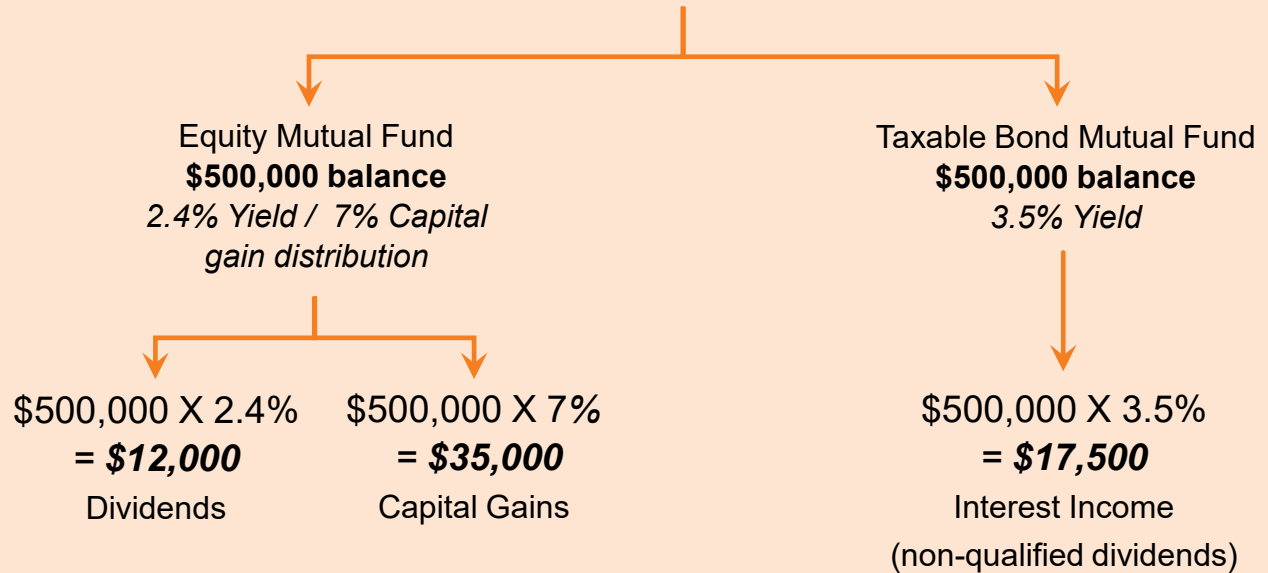 Equity Mutual Fund
$500,000 balance
2.4% Yield / 7% Capital
gain distribution
Taxable Bond Mutual Fund
$500,000 balance
3.5% Yield
$500,000 X 2.4%
= $12,000
Dividends
$500,000 X 7%
= $35,000
Capital Gains
$500,000 X 3.5%
= $17,500
Interest Income
(non-qualified dividends)